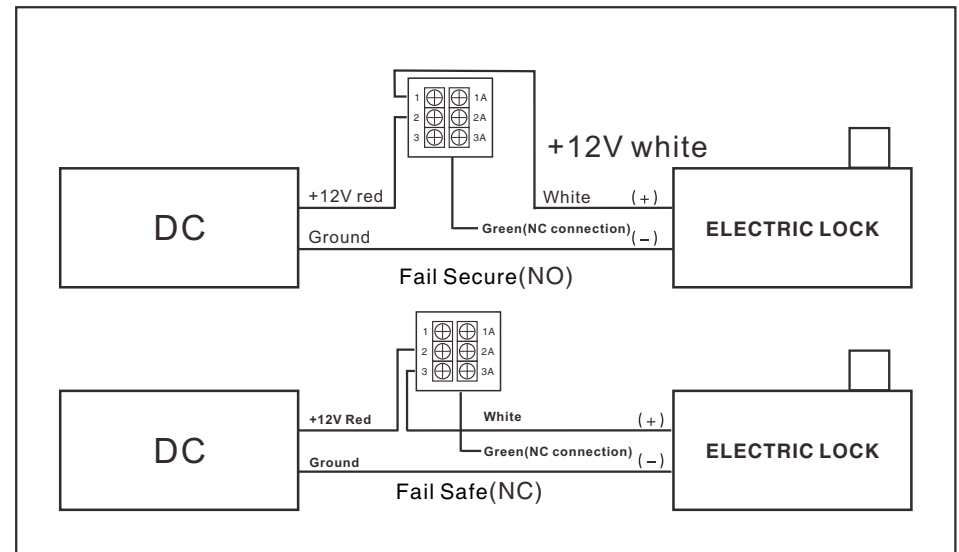 1 1A
2 2A
3 3A
+12V white
+12V red
White (+)
DC
Ground
Green(NC connection) (-)
ELECTRIC LOCK
Fail Secure(NO)
1 1A
2 2A
3 3A
+12V Red
White (+)
DC
Ground
Green(NC connection) (-)
ELECTRIC LOCK
Fail Safe(NC)